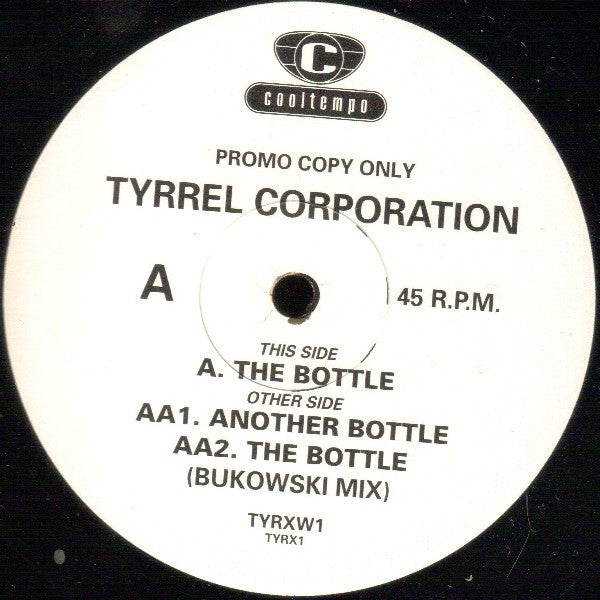 C
cooltempo
PROMO COPY ONLY
TYRREL CORPORATION
A
45 R.P.M.
THIS SIDE
A. THE BOTTLE
OTHER SIDE
AA1. ANOTHER BOTTLE
AA2. THE BOTTLE
(BUKOWSKI MIX)
TYRXW1
TYRX1